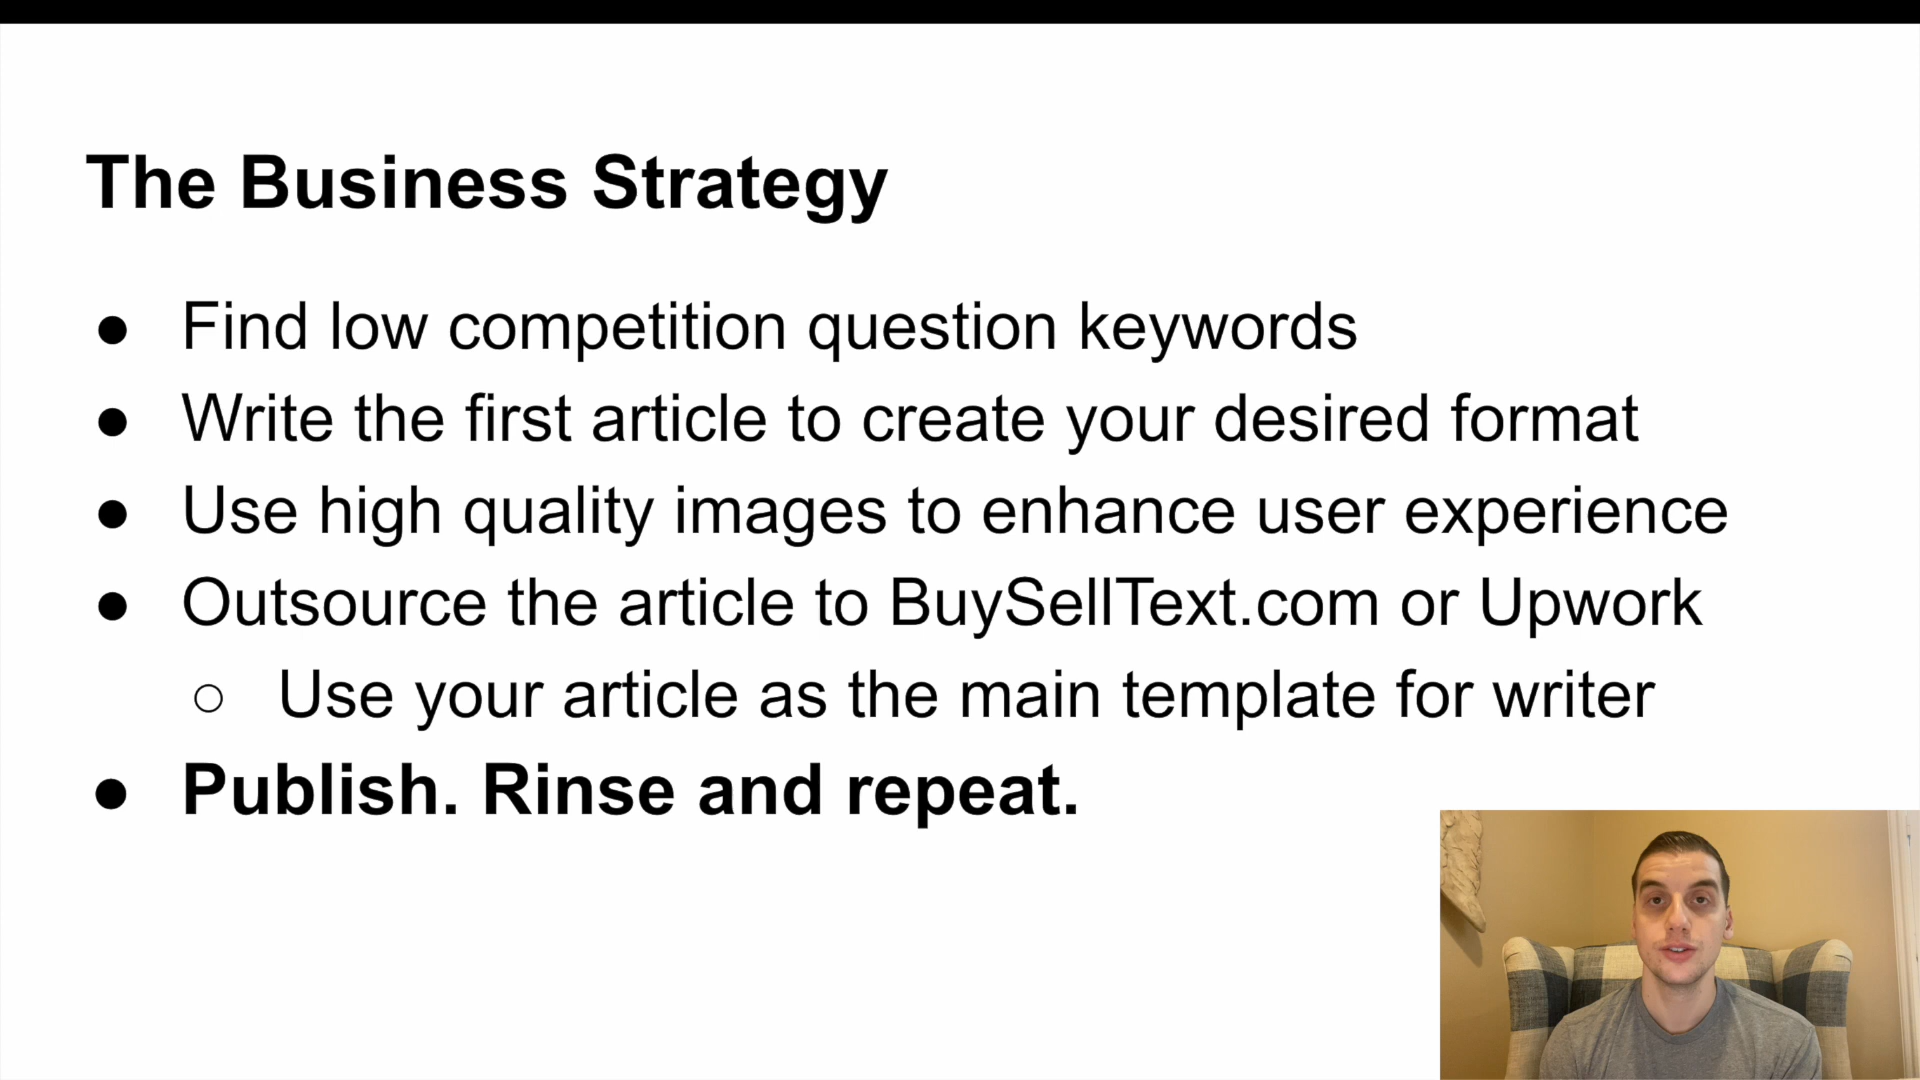 The Business Strategy
● Find low competition question keywords
● Write the first article to create your desired format
● Use high quality images to enhance user experience
● Outsource the article to BuySellText.com or Upwork
○ Use your article as the main template for writer
● Publish. Rinse and repeat.